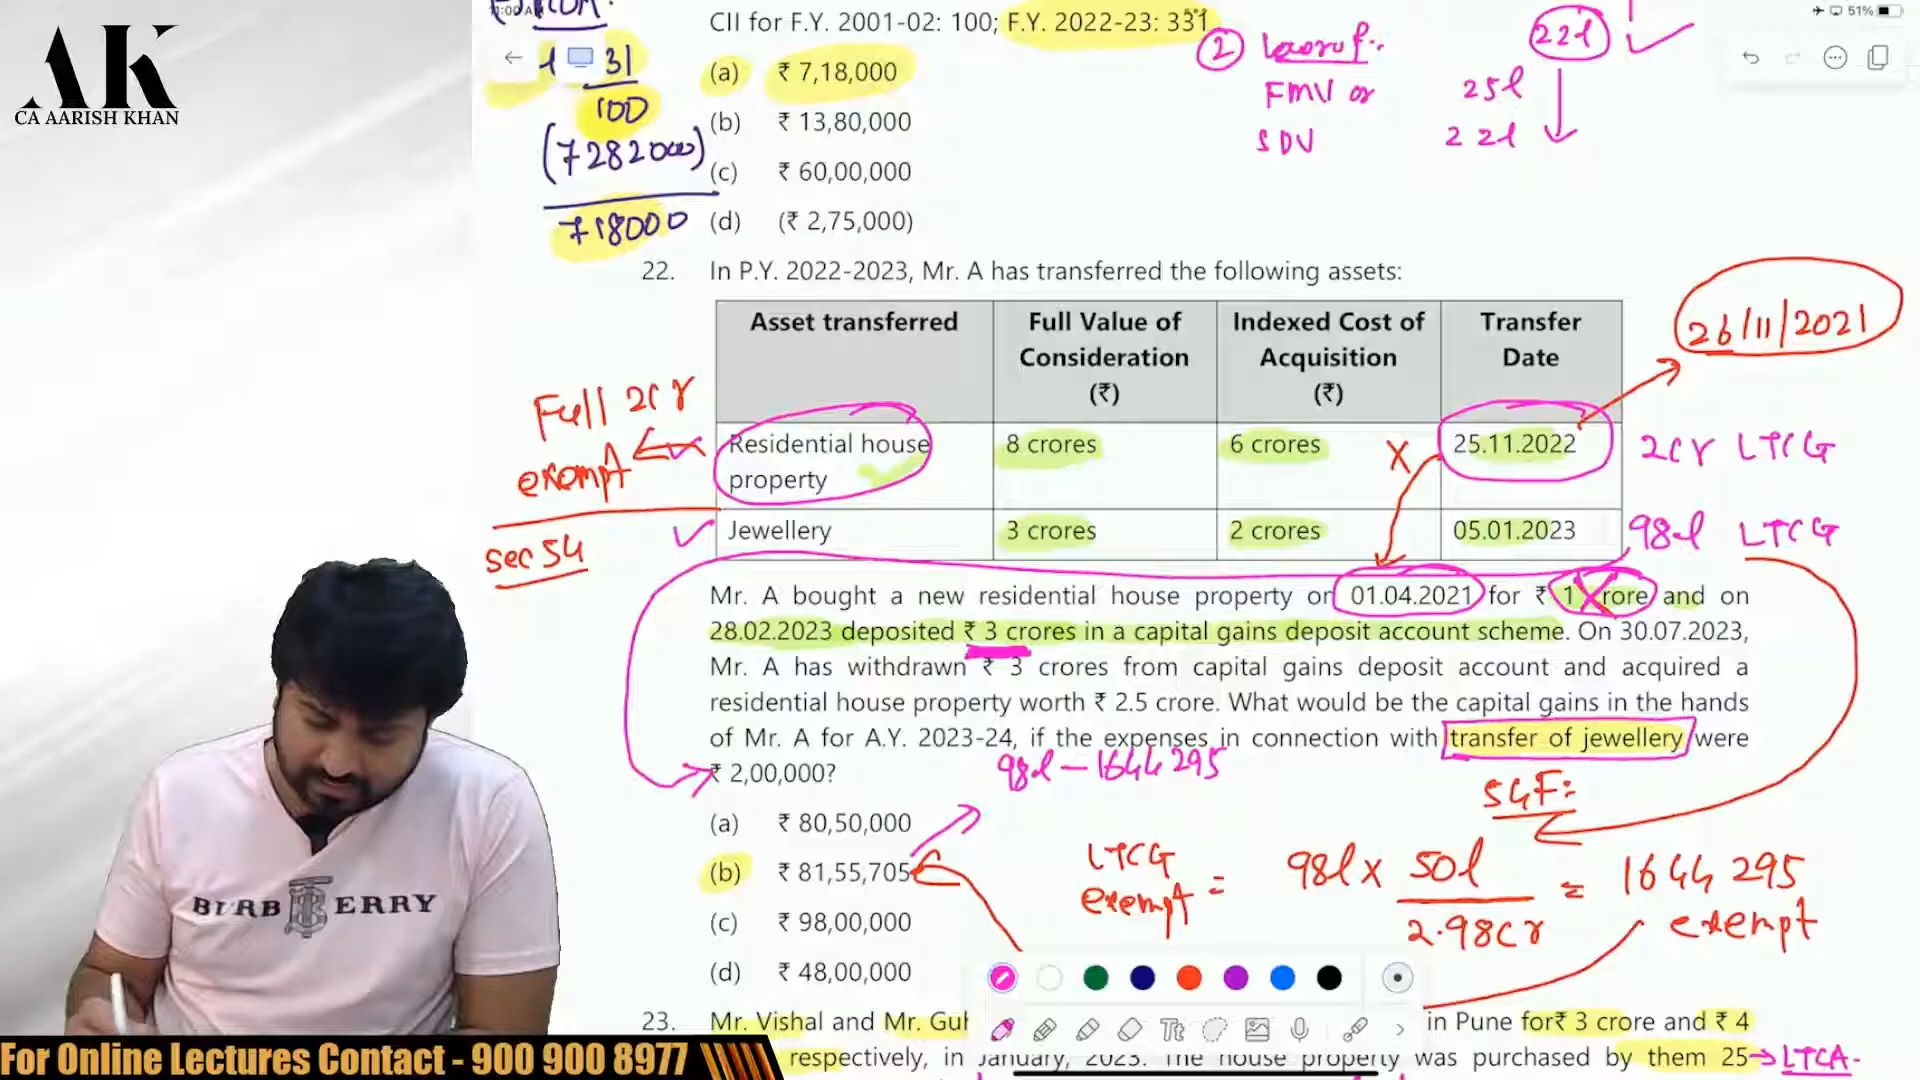 AK
CA AARISH KHAN
11:00 AM
51%
CII for F.Y. 2001-02: 100; F.Y. 2022-23: 331
31
100
(7282000)
718000
(a) ₹ 7,18,000
(b) ₹ 13,80,000
(c) ₹ 60,00,000
(d) (₹ 2,75,000)
2
FMV or
SDV
22l
25l
22l
22. In P.Y. 2022-2023, Mr. A has transferred the following assets:
Asset transferred
Full Value of Consideration (₹)
Indexed Cost of Acquisition (₹)
Transfer Date
26/11/2021
Full 2cr
exempt
sec 54
Residential house property
8 crores
6 crores
X
25.11.2022
2cr LTCG
Jewellery
3 crores
2 crores
05.01.2023
98l LTCG
Mr. A bought a new residential house property on 01.04.2021 for ₹ 1 crore and on
28.02.2023 deposited ₹ 3 crores in a capital gains deposit account scheme. On 30.07.2023,
Mr. A has withdrawn ₹ 3 crores from capital gains deposit account and acquired a
residential house property worth ₹ 2.5 crore. What would be the capital gains in the hands
of Mr. A for A.Y. 2023-24, if the expenses in connection with transfer of jewellery were
₹ 2,00,000?
98l - 1644295
54F:
(a) ₹ 80,50,000
(b) ₹ 81,55,705
(c) ₹ 98,00,000
(d) ₹ 48,00,000
LTCG
exempt = 98l x 50l / 2.98cr = 1644295
exempt
BURBERRY
Tt
23. Mr. Vishal and Mr. in Pune for ₹ 3 crore and ₹ 4
respectively, in January, 2023. The house property was purchased by them 25 → LTCA.
For Online Lectures Contact - 900 900 8977